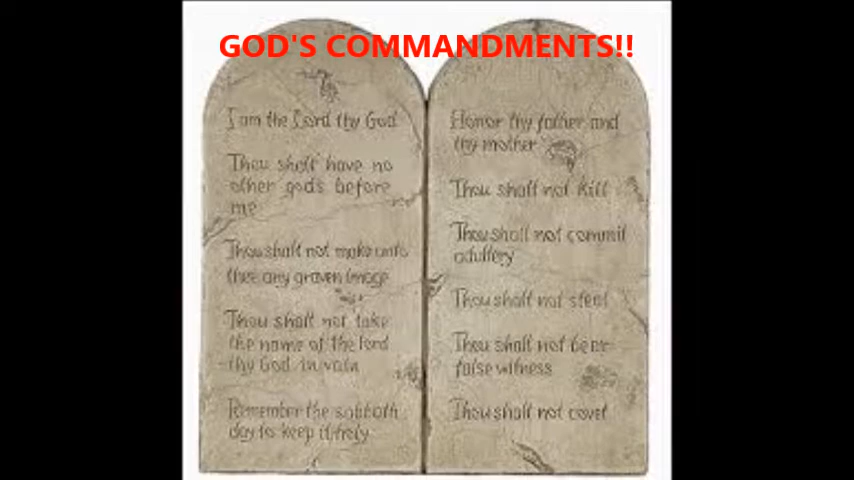 GOD'S COMMANDMENTS!!
I am the Lord thy God
Thou shalt have no
other gods before
me
Thou shalt not make unto
thee any graven image
Thou shalt not take
the name of the lord
thy God in vain
Remember the sabbath
day to keep it holy
Honor thy father and
thy mother
Thou shalt not kill
Thou shalt not commit
adultery
Thou shalt not steal
Thou shalt not bear
false witness
Thou shalt not covet